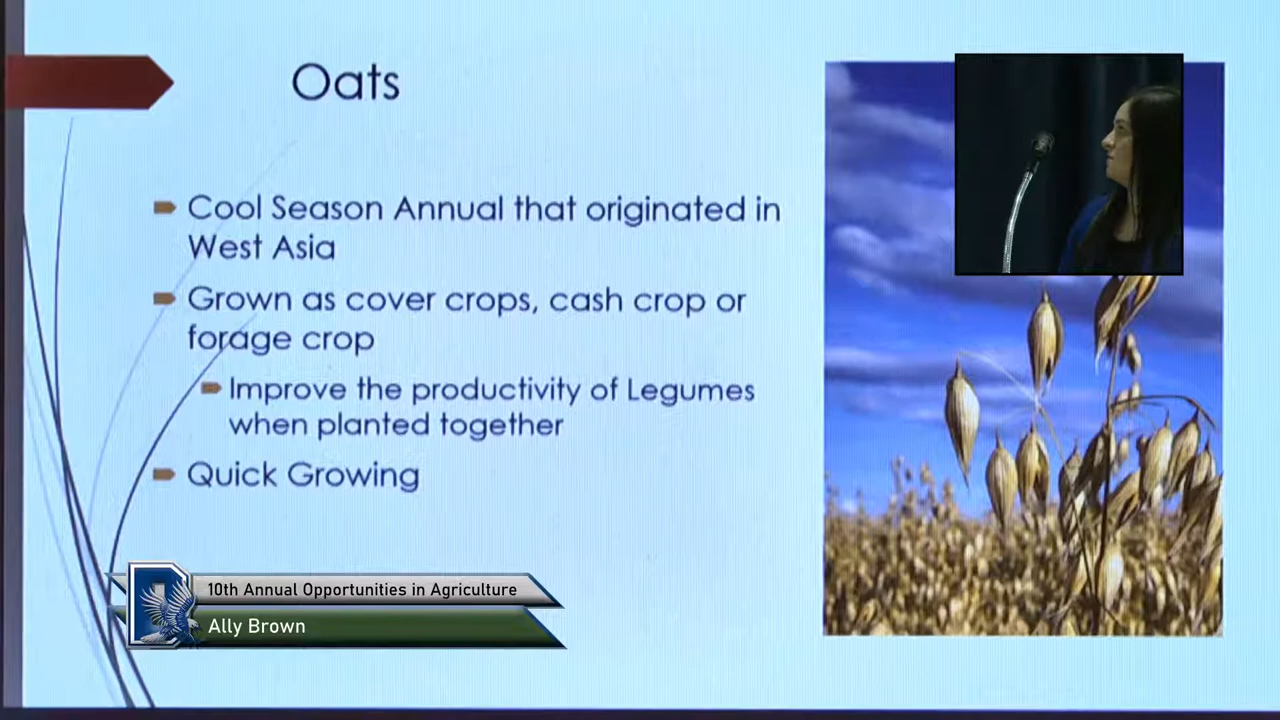 Oats
Cool Season Annual that originated in
West Asia
Grown as cover crops, cash crop or
forage crop
Improve the productivity of Legumes
when planted together
Quick Growing
10th Annual Opportunities in Agriculture
Ally Brown